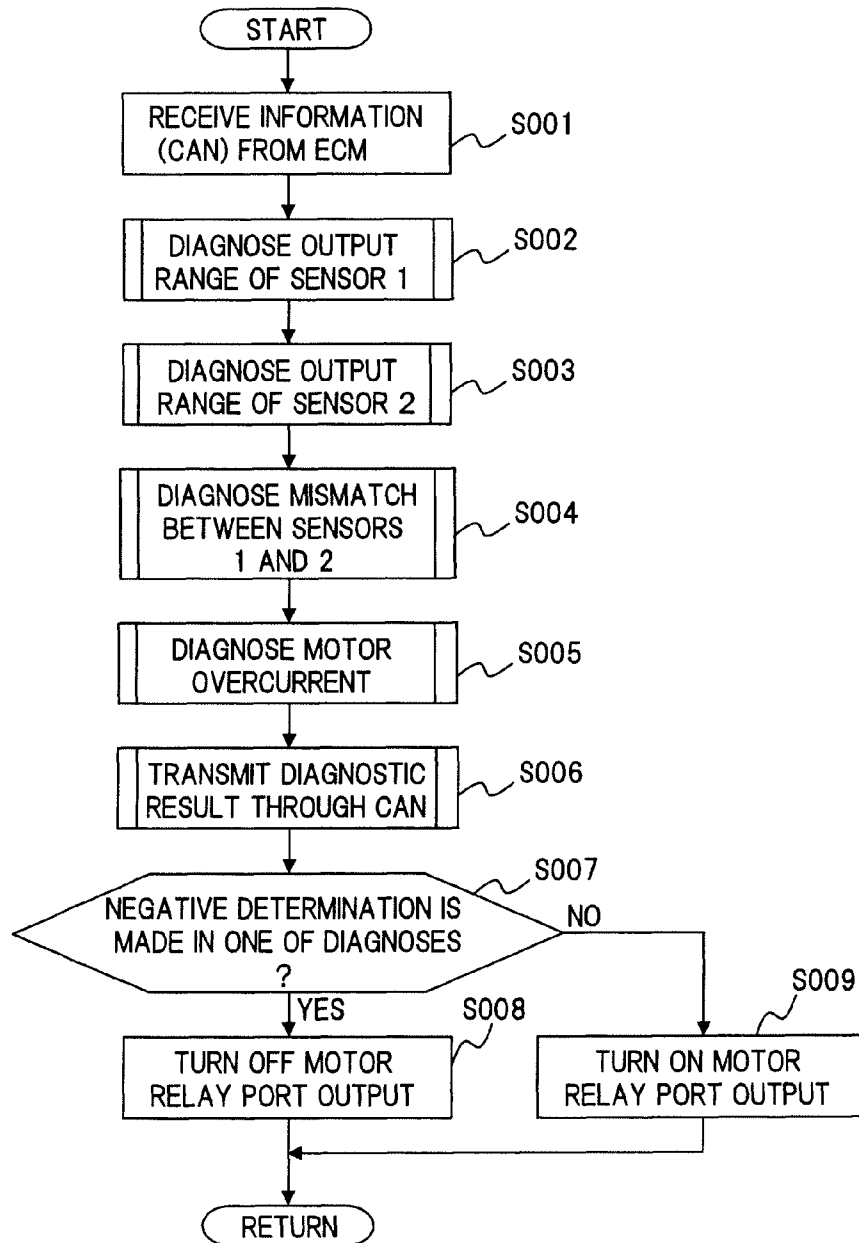 START
RECEIVE INFORMATION
(CAN) FROM ECM
S001
DIAGNOSE OUTPUT
RANGE OF SENSOR 1
S002
DIAGNOSE OUTPUT
RANGE OF SENSOR 2
S003
DIAGNOSE MISMATCH
BETWEEN SENSORS
1 AND 2
S004
DIAGNOSE MOTOR
OVERCURRENT
S005
TRANSMIT DIAGNOSTIC
RESULT THROUGH CAN
S006
S007
NEGATIVE DETERMINATION IS
MADE IN ONE OF DIAGNOSES
?
NO
YES
S008
TURN OFF MOTOR
RELAY PORT OUTPUT
S009
TURN ON MOTOR
RELAY PORT OUTPUT
RETURN